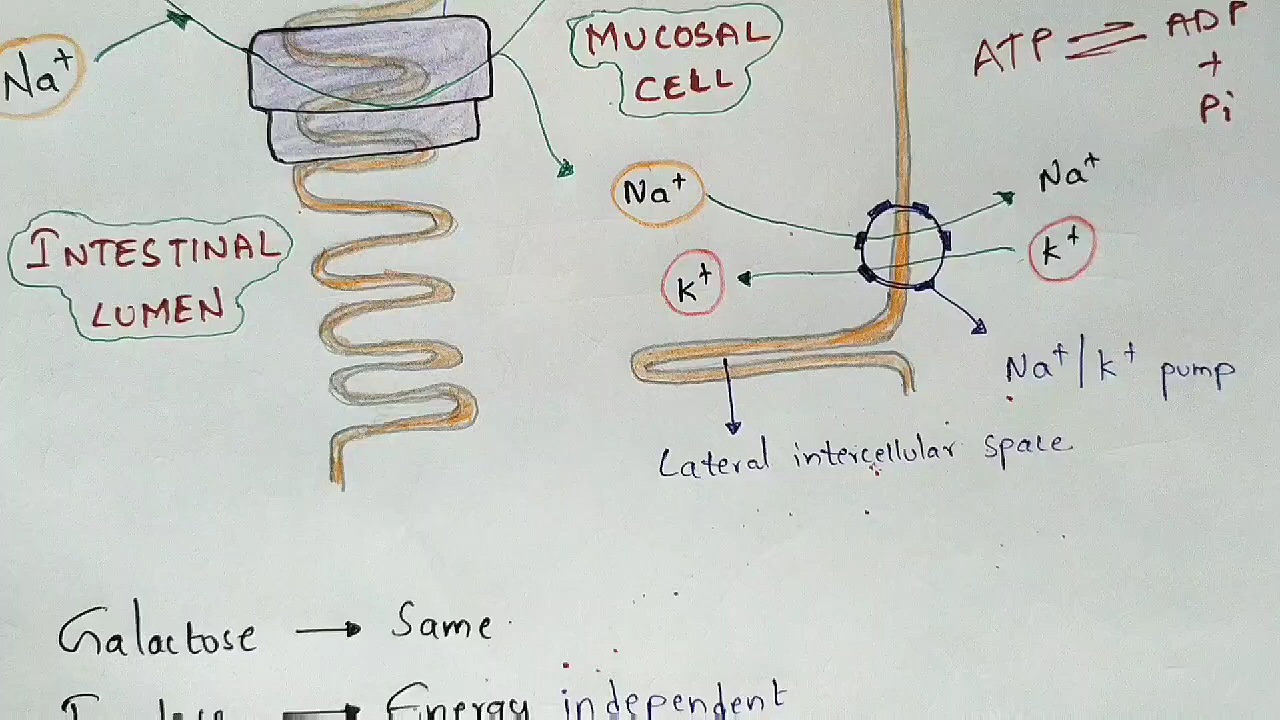 Na⁺
MUCOSAL
CELL
ATP ⇌ ADP
+
Pi
INTESTINAL
LUMEN
Na⁺
Na⁺
K⁺
K⁺
Na⁺/K⁺ pump
Lateral intercellular space
Galactose → Same
→ Energy independent